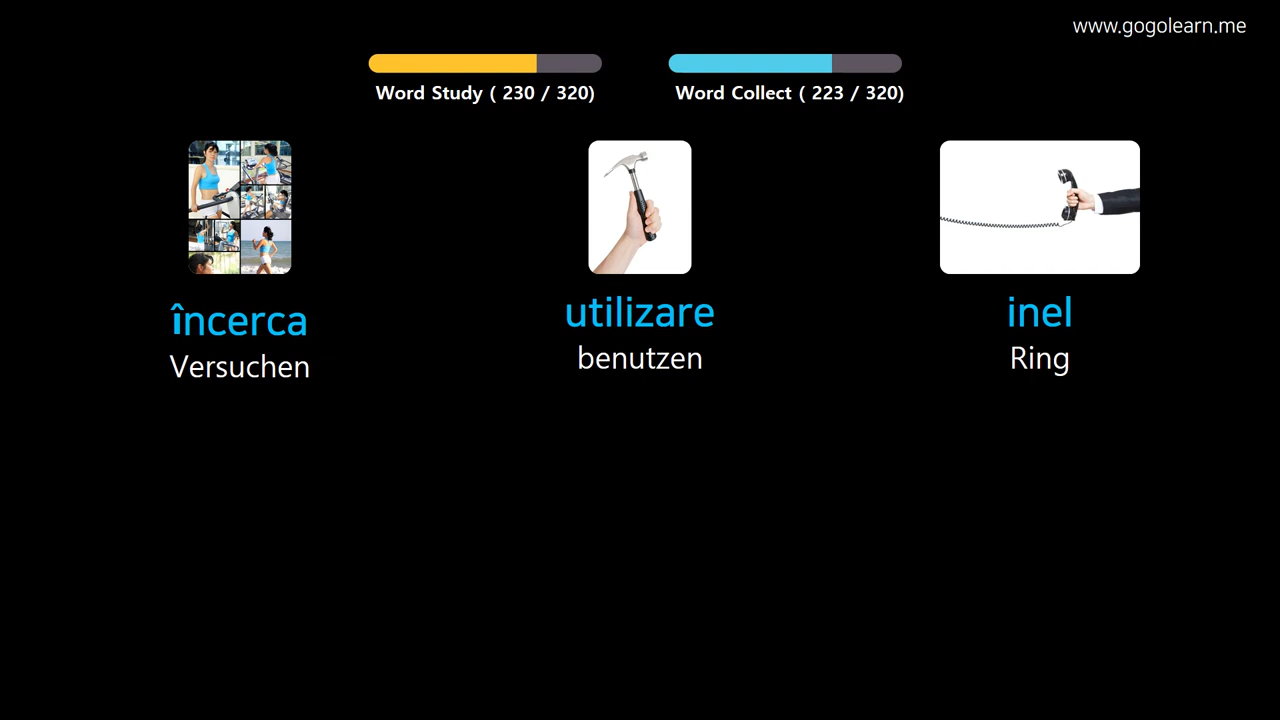 www.gogolearn.me
Word Study ( 230 / 320)
Word Collect ( 223 / 320)
încerca
Versuchen
utilizare
benutzen
inel
Ring